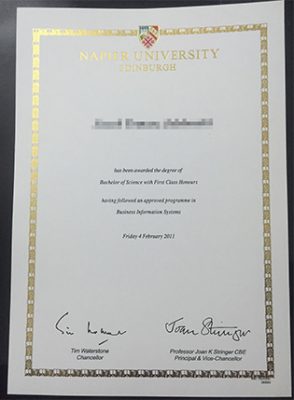 NAPIER UNIVERSITY
EDINBURGH
has been awarded the degree of
Bachelor of Science with First Class Honours
having followed an approved programme in
Business Information Systems
Friday 4 February 2011
Tim Waterstone
Chancellor
Professor Joan K Stringer CBE
Principal & Vice-Chancellor